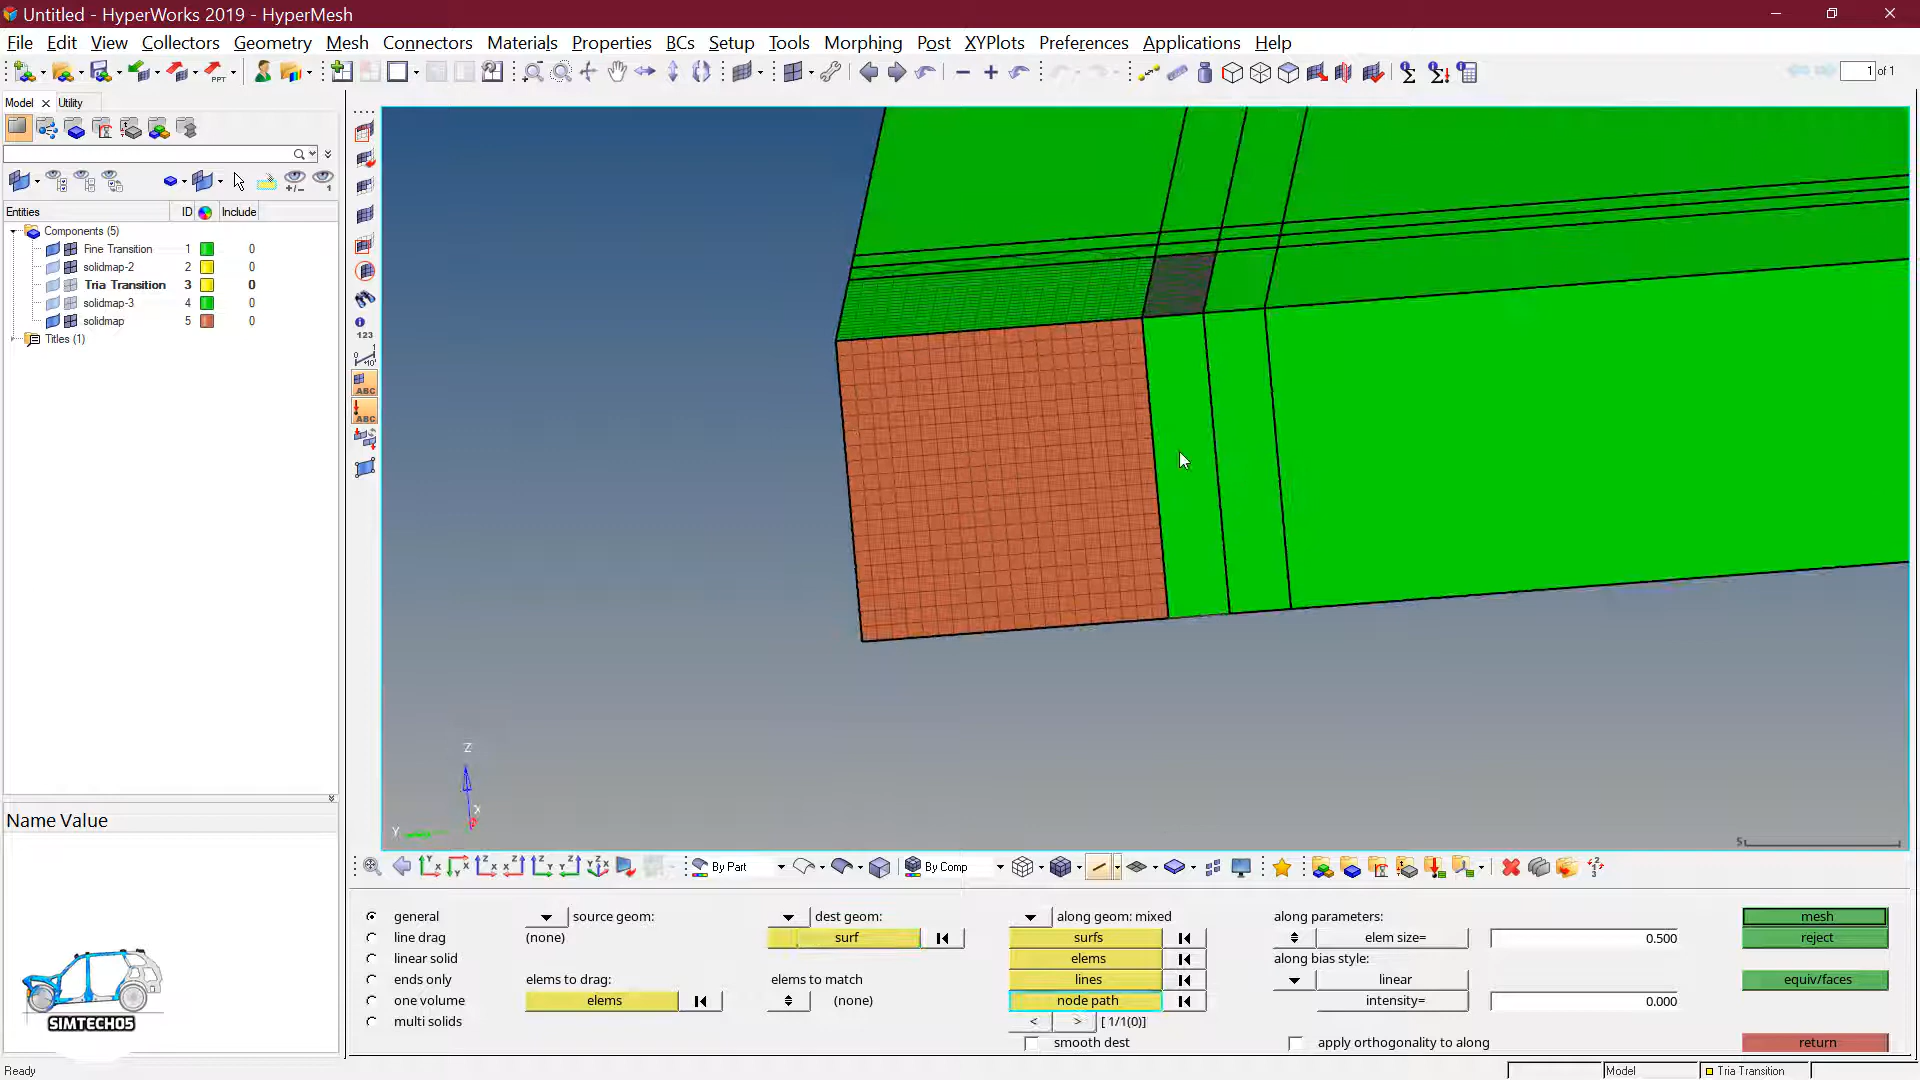 Untitled - HyperWorks 2019 - HyperMesh
File Edit View Collectors Geometry Mesh Connectors Materials Properties BCs Setup Tools Morphing Post XYPlots Preferences Applications Help
PPT
1 of 1
Model Utility
Entities ID Include
Components (5)
Fine Transition 1 0
solidmap-2 2 0
Tria Transition 3 0
solidmap-3 4 0
solidmap 5 0
Titles (1)
123
ABC
ABC
Name Value
SIMTECH05
Z
X
Y
5
By Part By Comp
general source geom: dest geom: along geom: mixed along parameters: mesh
line drag (none) surf surfs elem size= 0.500 reject
linear solid elems along bias style:
ends only elems to drag: elems to match lines linear equiv/faces
one volume elems (none) node path intensity= 0.000
multi solids < > [ 1/1(0)]
smooth dest apply orthogonality to along return
Ready Model Tria Transition